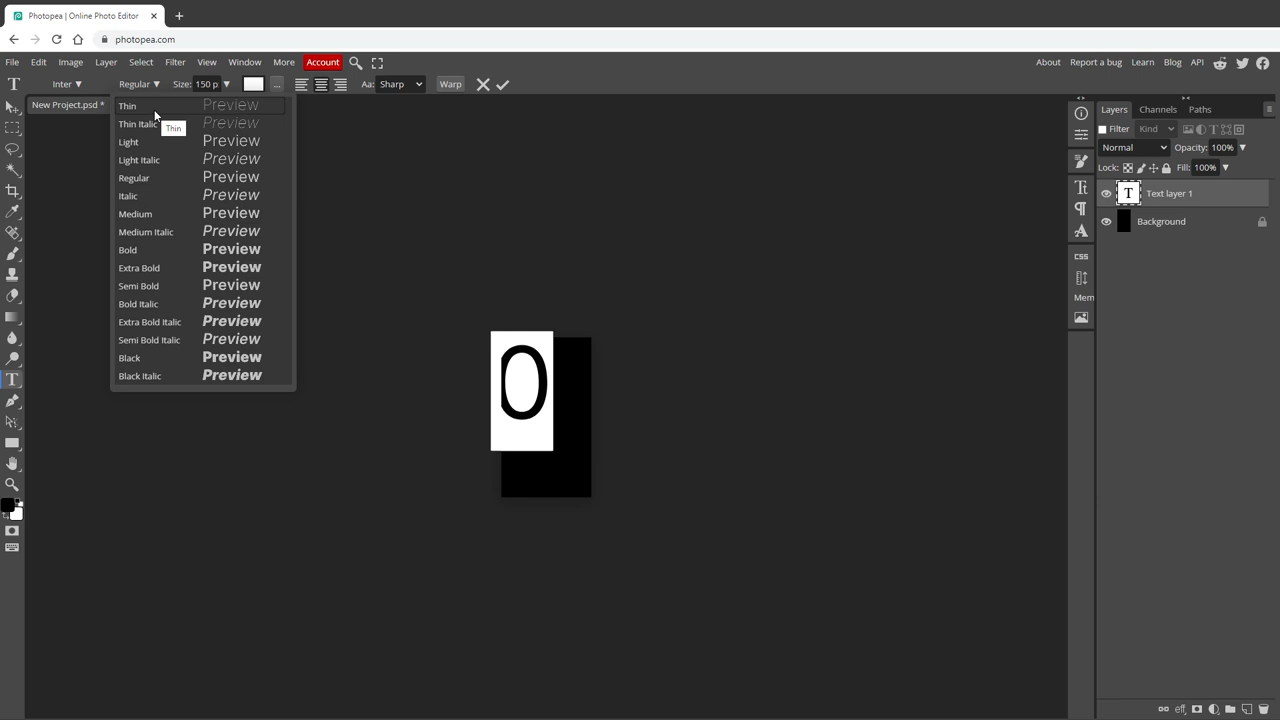 Photopea | Online Photo Editor
photopea.com
File Edit Image Layer Select Filter View Window More Account About Report a bug Learn Blog API
T Inter Regular Size: 150 p ... Aa: Sharp Warp
New Project.psd *
Thin Preview
Thin Italic Preview
Thin
Light Preview
Light Italic Preview
Regular Preview
Italic Preview
Medium Preview
Medium Italic Preview
Bold Preview
Extra Bold Preview
Semi Bold Preview
Bold Italic Preview
Extra Bold Italic Preview
Semi Bold Italic Preview
Black Preview
Black Italic Preview
0
CSS
Mem
Layers Channels Paths
Filter Kind
Normal Opacity: 100%
Lock: Fill: 100%
T Text layer 1
Background
eff